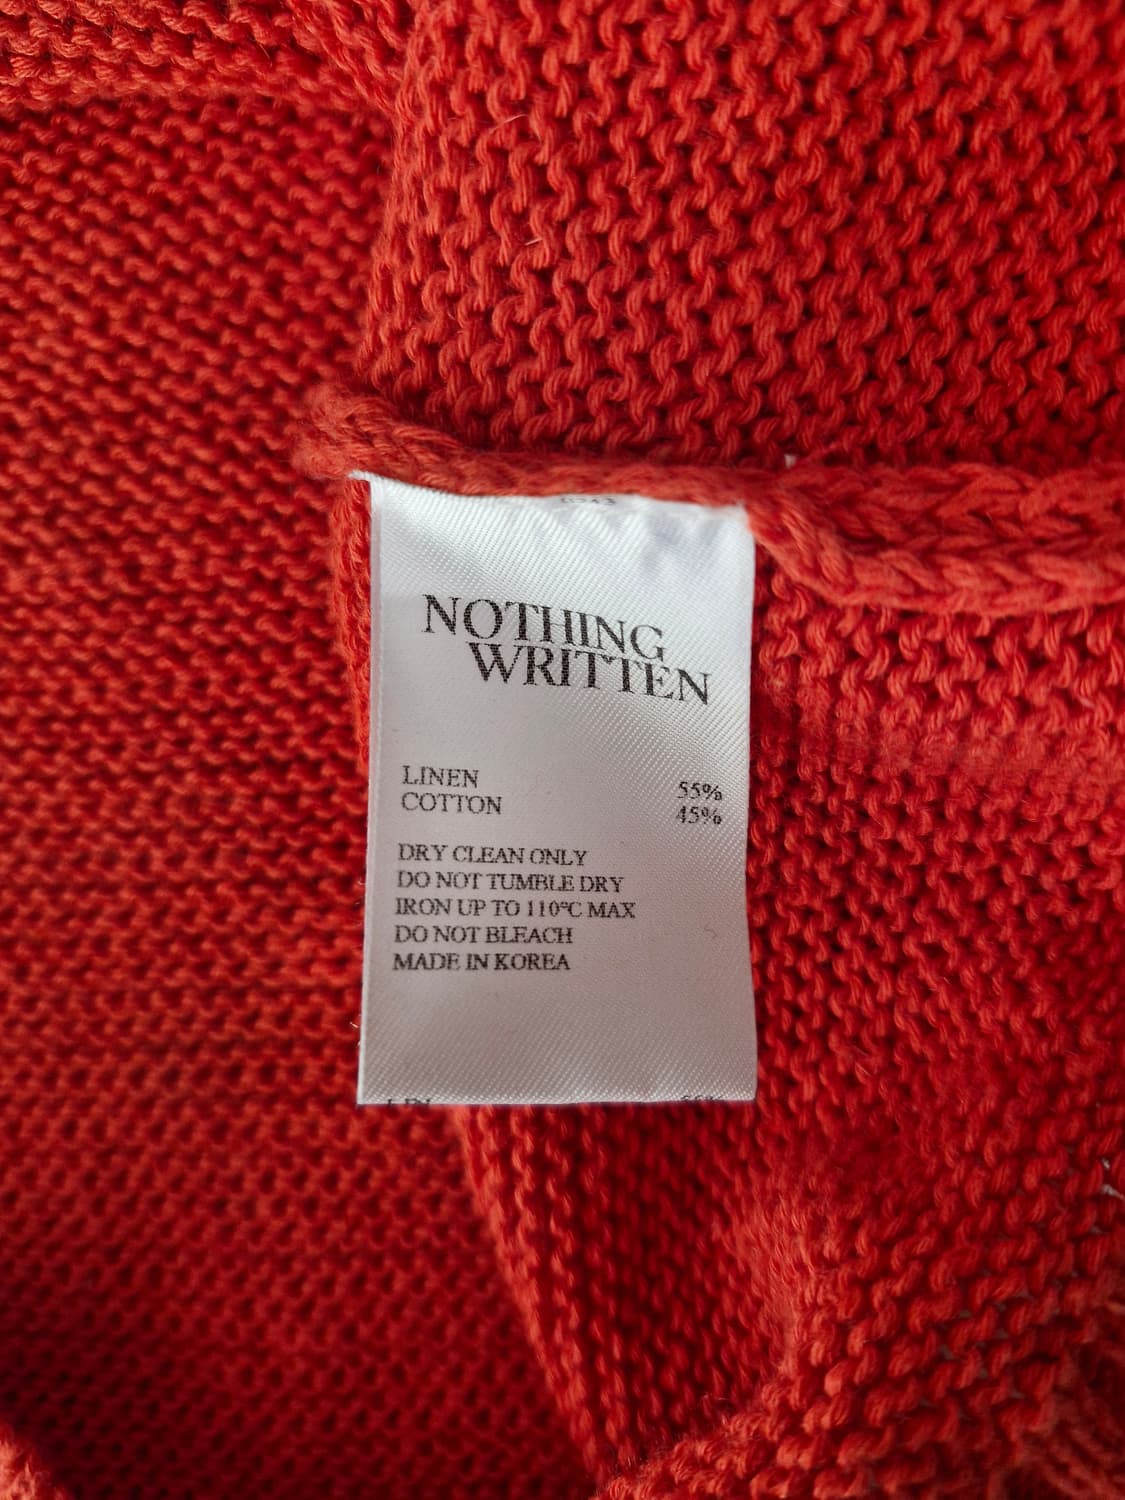 NOTHING
WRITTEN
LINEN 55%
COTTON 45%
DRY CLEAN ONLY
DO NOT TUMBLE DRY
IRON UP TO 110°C MAX
DO NOT BLEACH
MADE IN KOREA